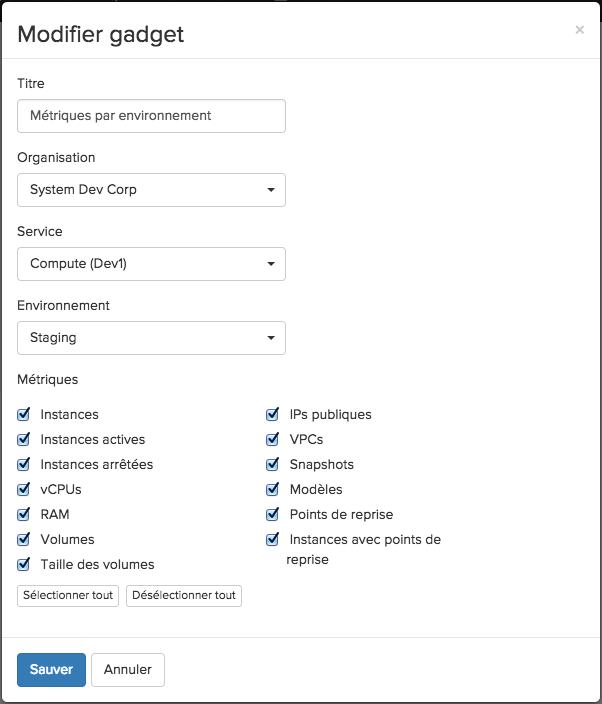 Modifier gadget
×
Titre
Métriques par environnement
Organisation
System Dev Corp
Service
Compute (Dev1)
Environnement
Staging
Métriques
Instances
Instances actives
Instances arrêtées
vCPUs
RAM
Volumes
Taille des volumes
IPs publiques
VPCs
Snapshots
Modèles
Points de reprise
Instances avec points de
reprise
Sélectionner tout
Désélectionner tout
Sauver
Annuler